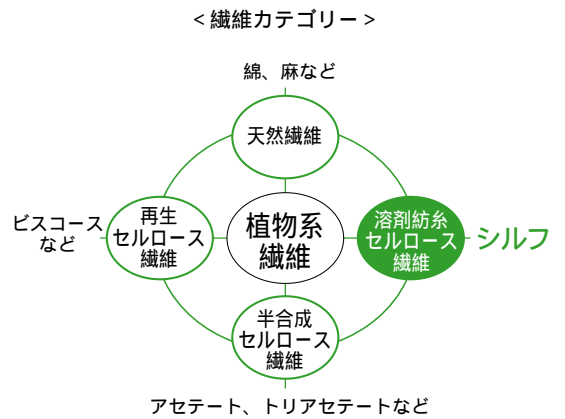 ＜繊維カテゴリー＞
綿、麻など
天然繊維
ビスコース
など
再生
セルロース
繊維
植物系
繊維
溶剤紡糸
セルロース
繊維
シルフ
半合成
セルロース
繊維
アセテート、トリアセテートなど